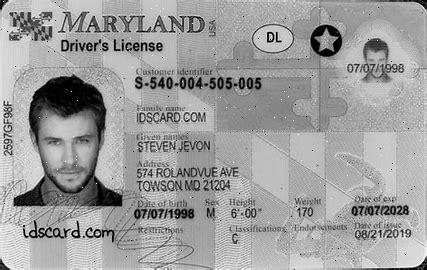 MARYLAND USA
Driver's License
DL
07/07/1998
Customer identifier
S-540-004-505-005
Family name
IDSCARD.COM
Given names
STEVEN JEVON
Address
574 ROLANDVUE AVE
TOWSON MD 21204
2597GF98F
Date of birth Sex Height Weight Date of exp
07/07/1998 M 6'-00" 170 07/07/2028
Restrictions Classifications Endorsements Date of issue
C 08/21/2019
idscard.com